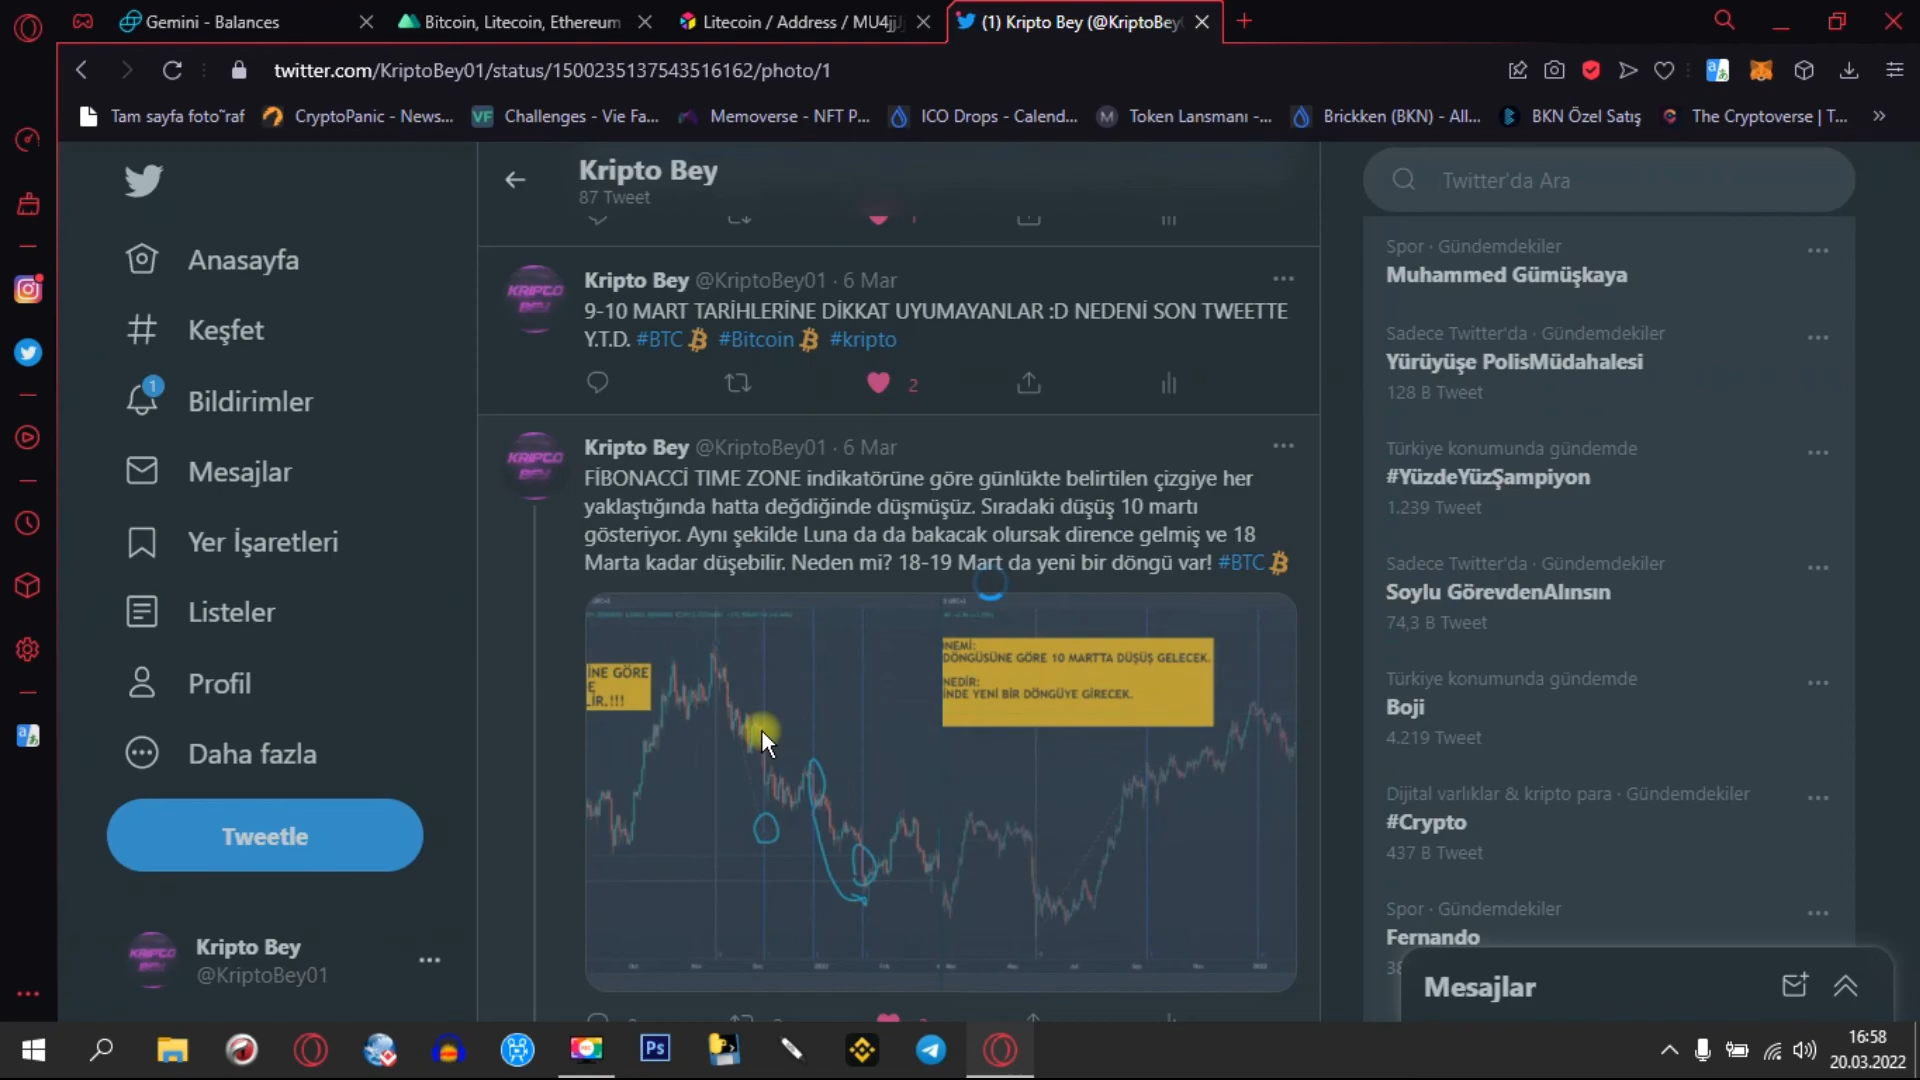 Gemini - Balances
Bitcoin, Litecoin, Ethereum
Litecoin / Address / MU4jjJj
(1) Kripto Bey (@KriptoBey
twitter.com/KriptoBey01/status/1500235137543516162/photo/1
Tam sayfa foto˜raf
CryptoPanic - News...
Challenges - Vie Fa...
Memoverse - NFT P...
ICO Drops - Calend...
Token Lansmanı -...
Brickken (BKN) - All...
BKN Özel Satış
The Cryptoverse | T...
Anasayfa
Keşfet
1
Bildirimler
Mesajlar
Yer İşaretleri
Listeler
Profil
Daha fazla
Tweetle
Kripto Bey
@KriptoBey01
Kripto Bey
87 Tweet
Kripto Bey @KriptoBey01 · 6 Mar
9-10 MART TARİHLERİNE DİKKAT UYUMAYANLAR :D NEDENİ SON TWEETTE
Y.T.D. #BTC #Bitcoin #kripto
2
Kripto Bey @KriptoBey01 · 6 Mar
FİBONACCİ TIME ZONE indikatörüne göre günlükte belirtilen çizgiye her
yaklaştığında hatta değdiğinde düşmüşüz. Sıradaki düşüş 10 martı
gösteriyor. Aynı şekilde Luna da da bakacak olursak dirence gelmiş ve 18
Marta kadar düşebilir. Neden mi? 18-19 Mart da yeni bir döngü var! #BTC
İNE GÖRE
E
LİR.!!!
NEMİ:
DÖNGÜSÜNE GÖRE 10 MARTTA DÜŞÜŞ GELECEK.
NEDİR:
İNDE YENİ BİR DÖNGÜYE GİRECEK.
Twitter'da Ara
Spor · Gündemdekiler
Muhammed Gümüşkaya
Sadece Twitter'da · Gündemdekiler
Yürüyüşe PolisMüdahalesi
128 B Tweet
Türkiye konumunda gündemde
#YüzdeYüzŞampiyon
1.239 Tweet
Sadece Twitter'da · Gündemdekiler
Soylu GörevdenAlınsın
74,3 B Tweet
Türkiye konumunda gündemde
Boji
4.219 Tweet
Dijital varlıklar & kripto para · Gündemdekiler
#Crypto
437 B Tweet
Spor · Gündemdekiler
Fernando
Mesajlar
16:58
20.03.2022